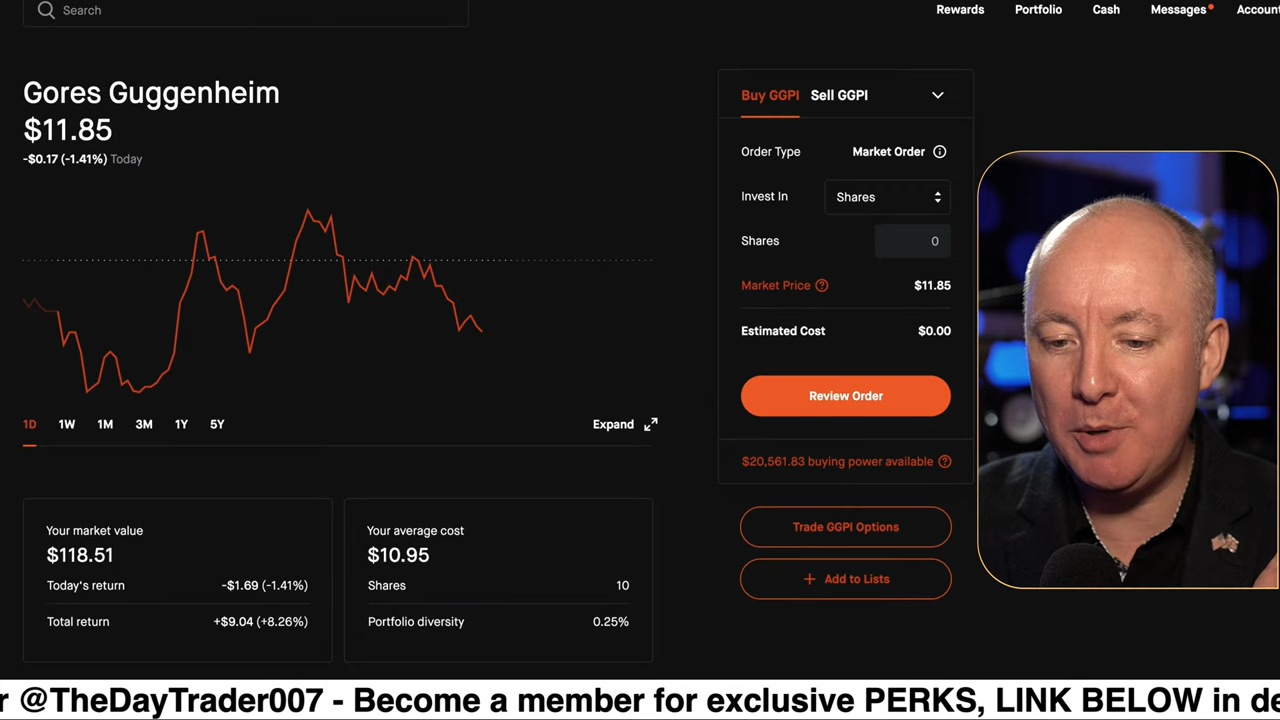 Search
Rewards
Portfolio
Cash
Messages
Account
Gores Guggenheim
$11.85
-$0.17 (-1.41%) Today
1D 1W 1M 3M 1Y 5Y
Expand
Buy GGPI Sell GGPI
Order Type Market Order
Invest In Shares
Shares 0
Market Price $11.85
Estimated Cost $0.00
Review Order
$20,561.83 buying power available
Trade GGPI Options
+ Add to Lists
Your market value
$118.51
Today's return -$1.69 (-1.41%)
Total return +$9.04 (+8.26%)
Your average cost
$10.95
Shares 10
Portfolio diversity 0.25%
r @TheDayTrader007 - Become a member for exclusive PERKS, LINK BELOW in de